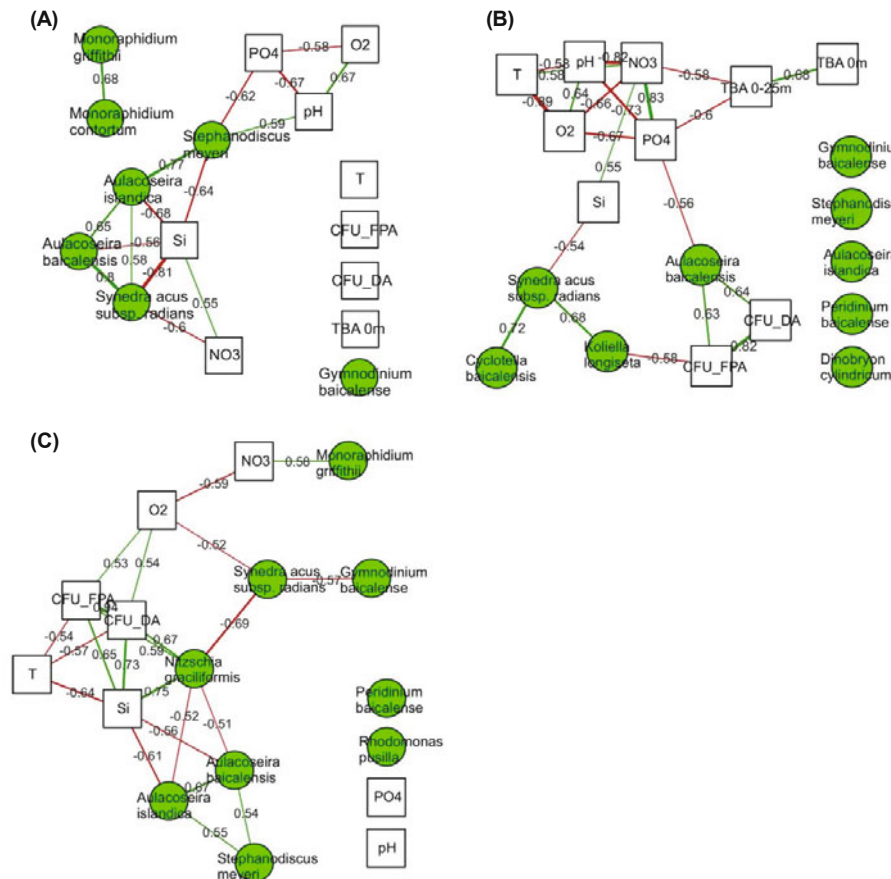 (A)
Monoraphidium
griffithii
0.68
Monoraphidium
contortum
PO4
-0.58
O2
-0.67
0.67
-0.62
pH
0.59
Stephanodiscus
meyeri
0.77
Aulacoseira
islandica
-0.64
T
-0.68
0.65
Si
CFU_FPA
Aulacoseira
baicalensis
-0.56
0.58
0.8
-0.81
CFU_DA
Synedra acus
subsp. radians
0.55
-0.6
TBA 0m
NO3
Gymnodinium
baicalense
(B)
pH
-0.82
NO3
T
-0.58
0.58
-0.58
TBA 0m
0.68
TBA 0-25m
0.64
-0.66
-0.73
0.83
O2
-0.67
PO4
-0.6
0.55
Gymnodinium
baicalense
Si
-0.56
Stephanodis
meyeri
-0.54
Synedra acus
subsp. radians
Aulacoseira
baicalensis
Aulacoseira
islandica
0.64
0.72
0.68
0.63
CFU_DA
Peridinium
baicalense
Cyclotella
baicalensis
Koliella
longiseta
-0.58
0.82
CFU_FPA
Dinobryon
cylindricum
(C)
NO3
0.58
Monoraphidium
griffithii
-0.59
O2
-0.52
0.53
0.54
Synedra acus
subsp. radians
-0.57
Gymnodinium
baicalense
CFU_FPA
0.94
CFU_DA
-0.69
-0.54
-0.57
0.65
0.67
0.59
0.73
Nitzschia
graciliformis
T
-0.64
0.75
Si
Peridinium
baicalense
-0.52
-0.51
-0.56
Rhodomonas
pusilla
-0.61
Aulacoseira
baicalensis
0.67
Aulacoseira
islandica
PO4
0.54
0.55
Stephanodiscus
meyeri
pH